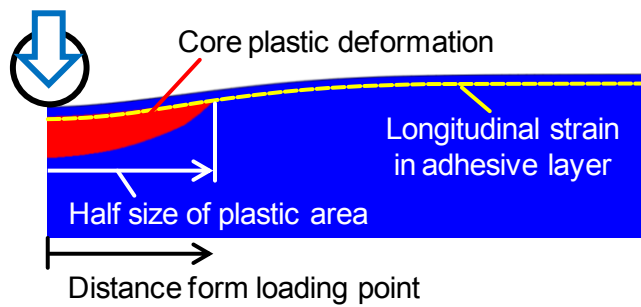 Core plastic deformation
Longitudinal strain
in adhesive layer
Half size of plastic area
Distance form loading point